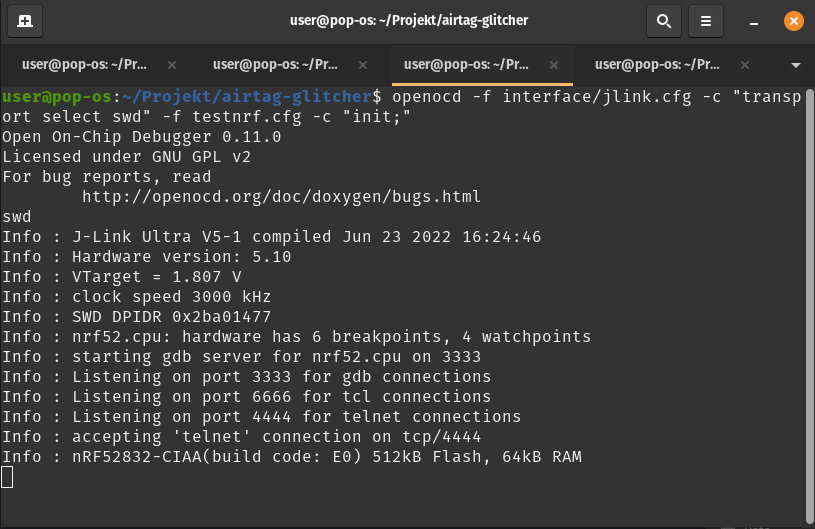 user@pop-os: ~/Projekt/airtag-glitcher
user@pop-os: ~/Pr... × user@pop-os: ~/Pr... × user@pop-os: ~/Pr... × user@pop-os: ~/Pr... ×
user@pop-os:~/Projekt/airtag-glitcher$ openocd -f interface/jlink.cfg -c "transp
ort select swd" -f testnrf.cfg -c "init;"
Open On-Chip Debugger 0.11.0
Licensed under GNU GPL v2
For bug reports, read
        http://openocd.org/doc/doxygen/bugs.html
swd
Info : J-Link Ultra V5-1 compiled Jun 23 2022 16:24:46
Info : Hardware version: 5.10
Info : VTarget = 1.807 V
Info : clock speed 3000 kHz
Info : SWD DPIDR 0x2ba01477
Info : nrf52.cpu: hardware has 6 breakpoints, 4 watchpoints
Info : starting gdb server for nrf52.cpu on 3333
Info : Listening on port 3333 for gdb connections
Info : Listening on port 6666 for tcl connections
Info : Listening on port 4444 for telnet connections
Info : accepting 'telnet' connection on tcp/4444
Info : nRF52832-CIAA(build code: E0) 512kB Flash, 64kB RAM